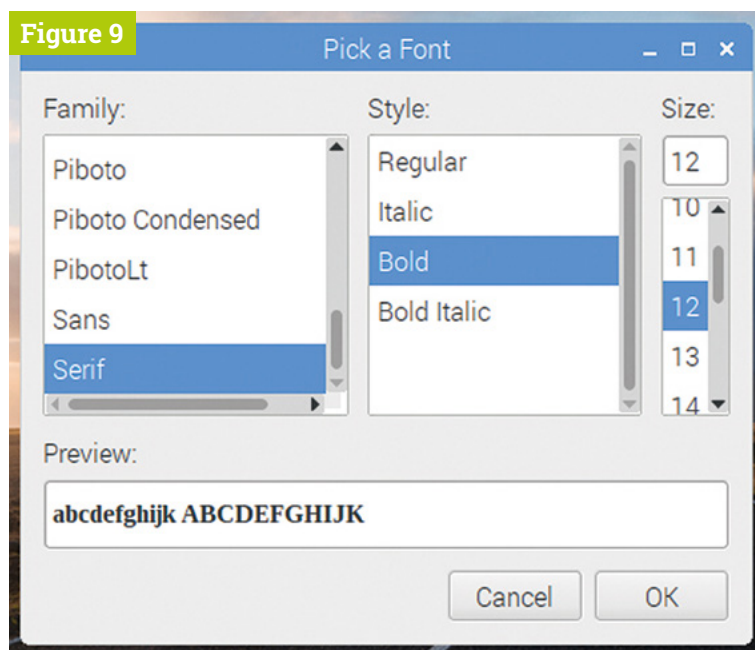 Figure 9
Pick a Font
Family:
Style:
Size:
Piboto
Piboto Condensed
PibotoLt
Sans
Serif
Regular
Italic
Bold
Bold Italic
12
10
11
12
13
14
Preview:
abcdefghijk ABCDEFGHIJK
Cancel
OK